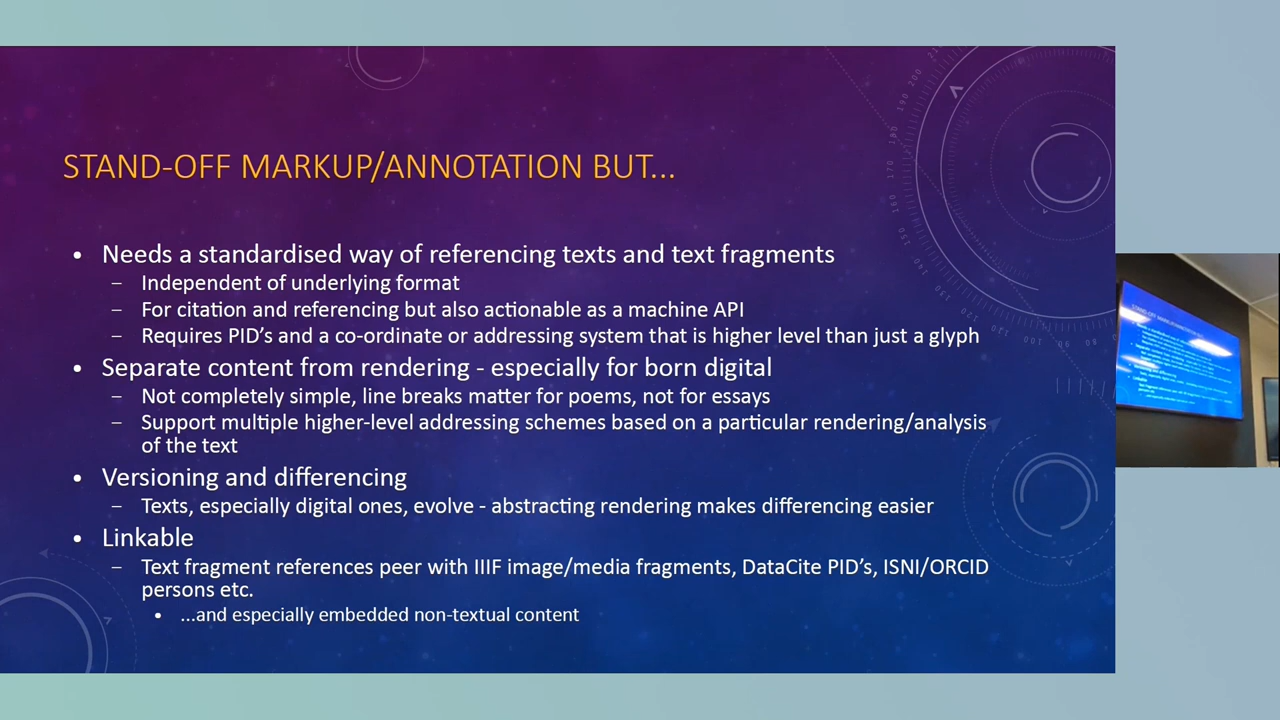 STAND-OFF MARKUP/ANNOTATION BUT...
• Needs a standardised way of referencing texts and text fragments
– Independent of underlying format
– For citation and referencing but also actionable as a machine API
– Requires PID's and a co-ordinate or addressing system that is higher level than just a glyph
• Separate content from rendering - especially for born digital
– Not completely simple, line breaks matter for poems, not for essays
– Support multiple higher-level addressing schemes based on a particular rendering/analysis
of the text
• Versioning and differencing
– Texts, especially digital ones, evolve - abstracting rendering makes differencing easier
• Linkable
– Text fragment references peer with IIIF image/media fragments, DataCite PID's, ISNI/ORCID
persons etc.
• ...and especially embedded non-textual content